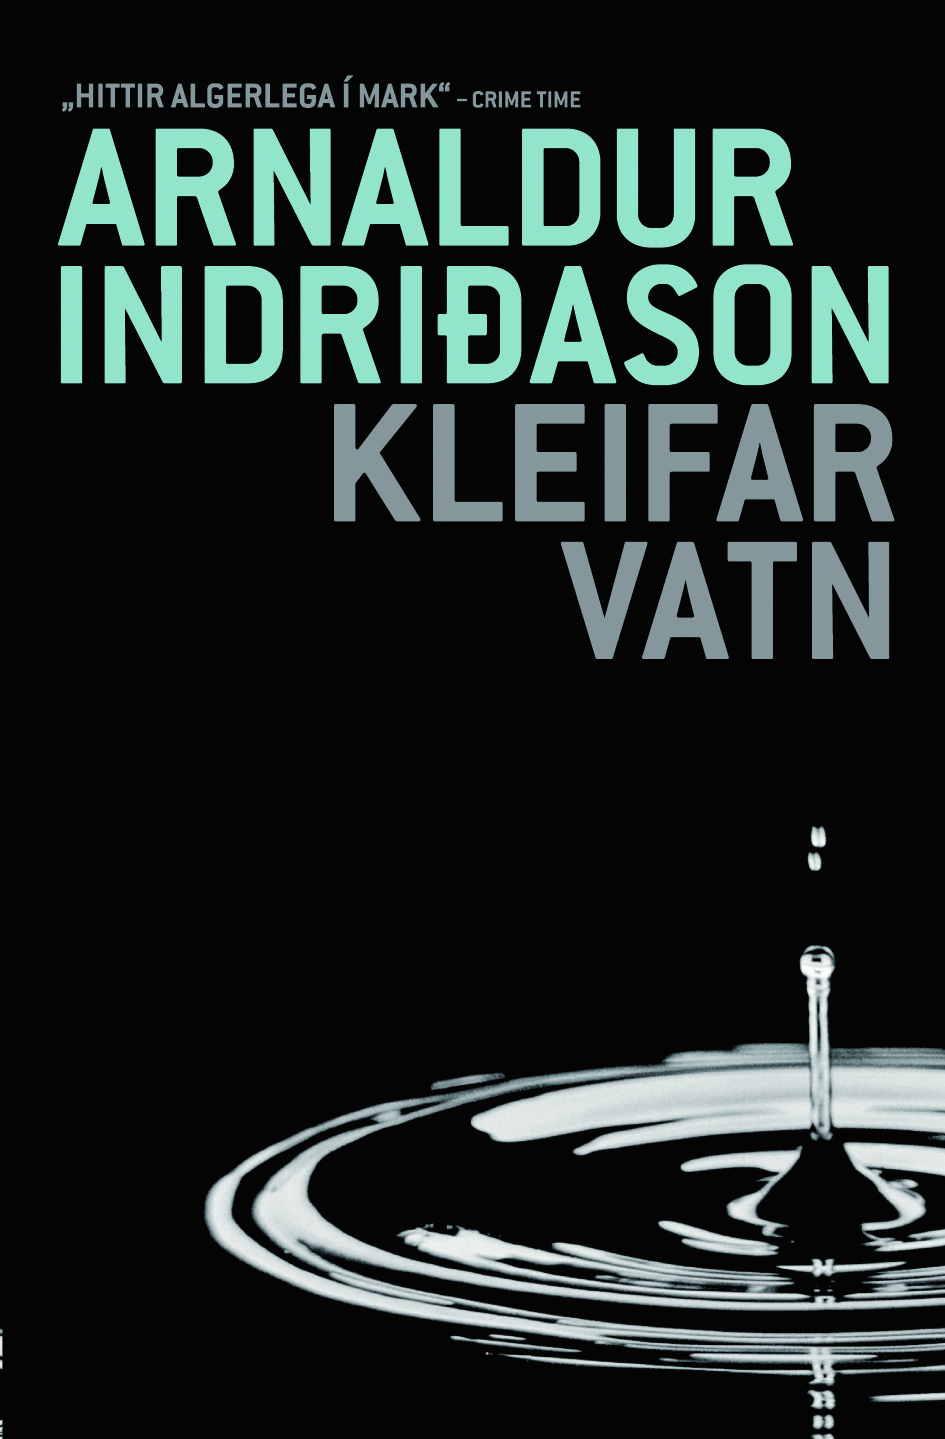 „HITTIR ALGERLEGA Í MARK“ – CRIME TIME
ARNALDUR
INDRIÐASON
KLEIFAR
VATN